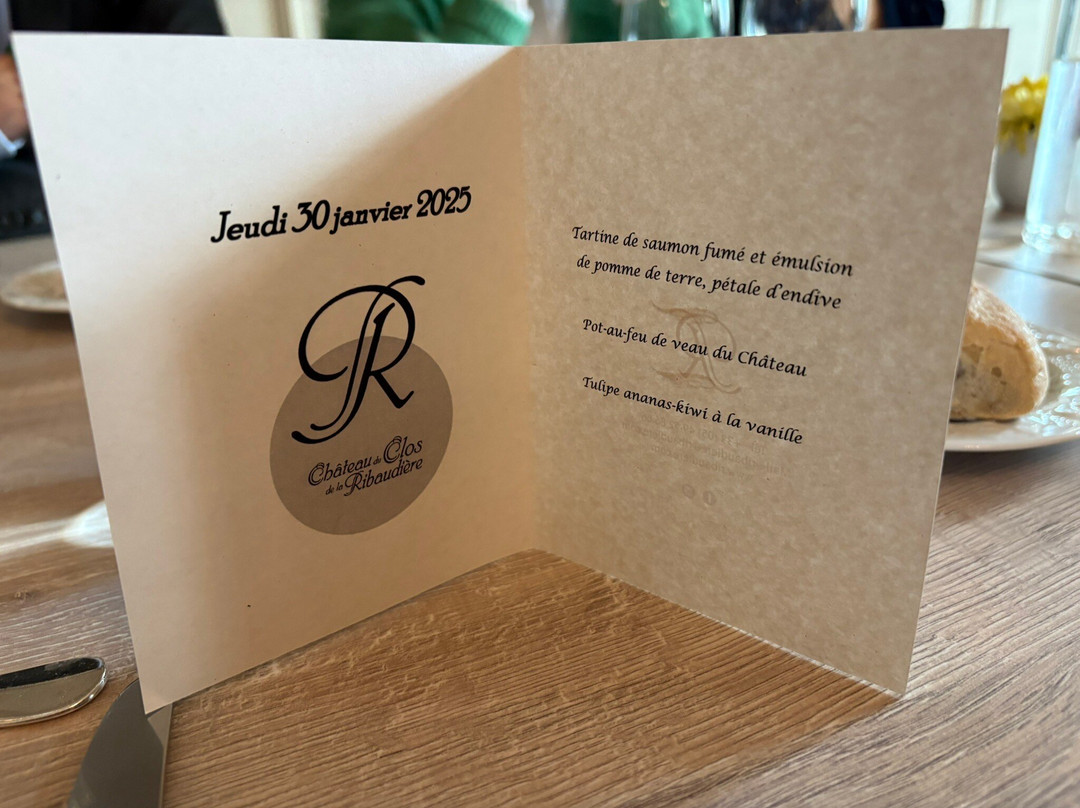 Jeudi 30 janvier 2025
Château du Clos
de la Ribaudière
Tartine de saumon fumé et émulsion
de pomme de terre, pétale d'endive
Pot-au-feu de veau du Château
Tulipe ananas-kiwi à la vanille